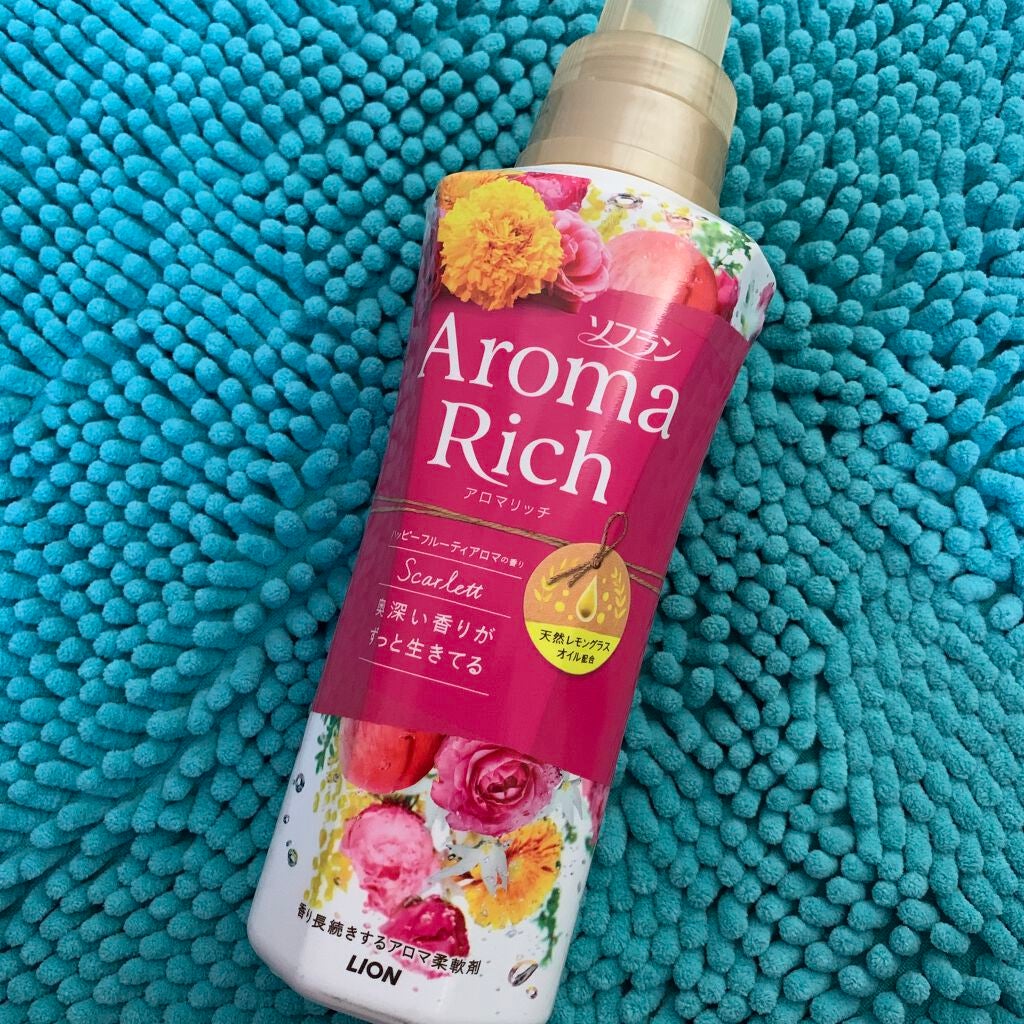 ソフラン
Aroma
Rich
アロマリッチ
ハッピーフルーティアロマの香り
Scarlett
奥深い香りが
ずっと生きてる
天然レモングラス
オイル配合
香り長続きするアロマ柔軟剤
LION